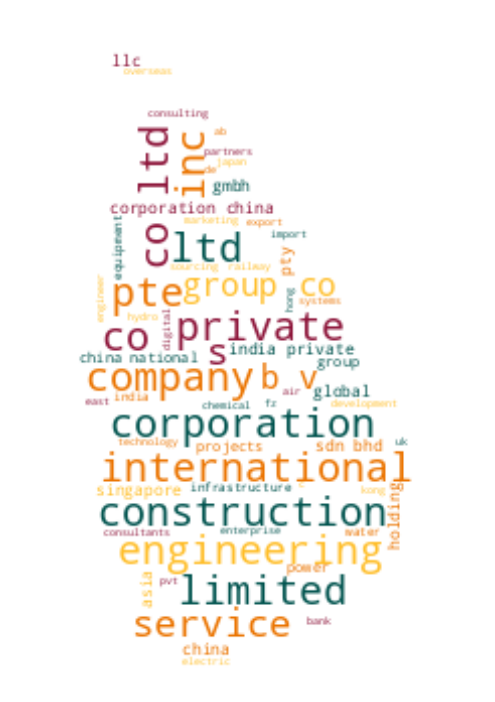 llc
overseas
consulting
co ltd
inc
ab
partners
japan
de
gmbh
corporation china
marketing export
equipment
ltd
import
pty
sourcing railway
engineer
pte
group co
hong
systems
hydro
digital
co
private
s
india private
china national
group
company
b v
air
global
east india
chemical
fz
development
corporation
technology
projects
sdn bhd
uk
international
singapore
infrastructure
kong
holding
construction
consultants
enterprise
water
engineering
power
asia
pvt
limited
service
bank
china
electric